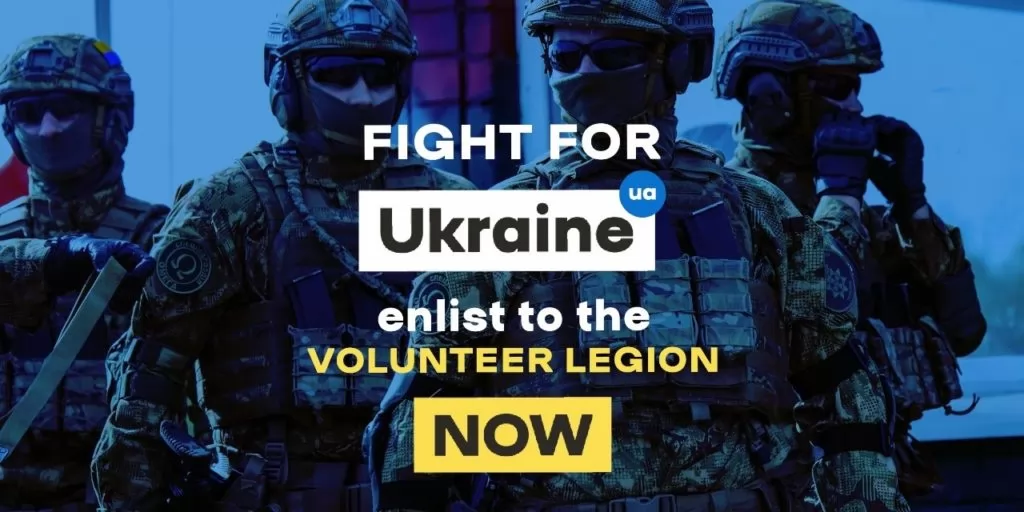 FIGHT FOR
Ukraine ua
enlist to the
VOLUNTEER LEGION
NOW